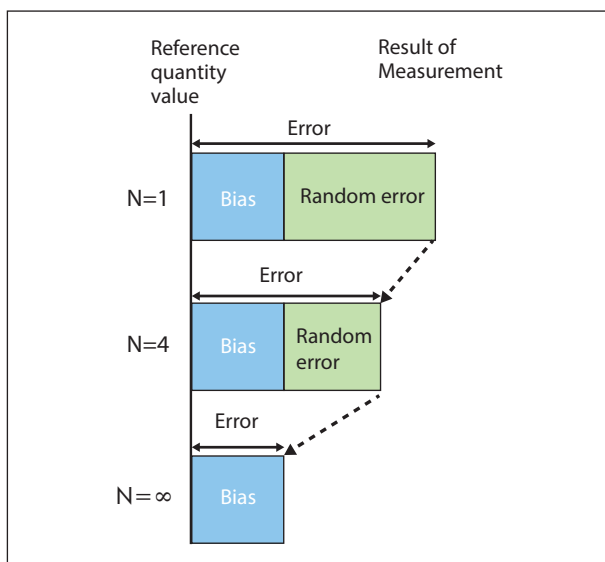 Reference
quantity
value
Result of
Measurement
Error
N=1
Bias
Random error
Error
N=4
Bias
Random
error
Error
N=∞
Bias